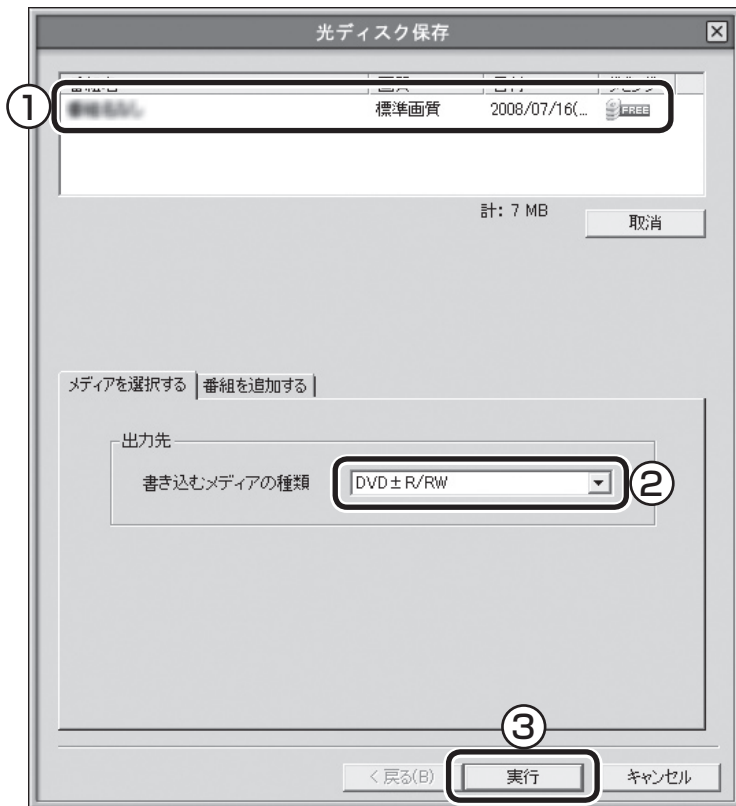 光ディスク保存
①
標準画質 2008/07/16(... FREE
計: 7 MB
取消
メディアを選択する 番組を追加する
出力先
書き込むメディアの種類 DVD±R/RW ②
③
< 戻る(B) 実行 キャンセル